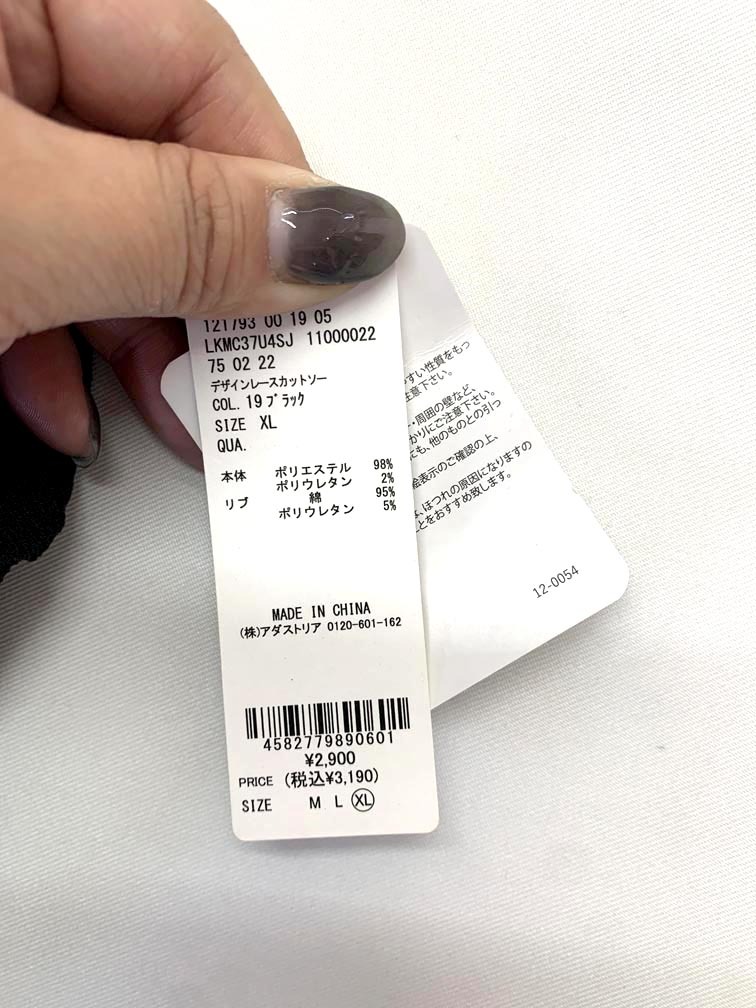 121793 00 19 05
LKMC37U4SJ 11000022
75 02 22
デザインレースカットソー
COL. 19 ブラック
SIZE XL
QUA.
本体 ポリエステル 98%
ポリウレタン 2%
リブ 綿 95%
ポリウレタン 5%
MADE IN CHINA
(株)アダストリア 0120-601-162
4582779890601
¥2,900
PRICE (税込¥3,190)
SIZE M L XL
すい性質をもっ
注意下さい。
・周囲の壁など、
かりにご注意下さい。
にも、他のものとの引っ
絵表示のご確認の上、
、ほつれの原因になりますの
ことをおすすめ致します。
12-0054